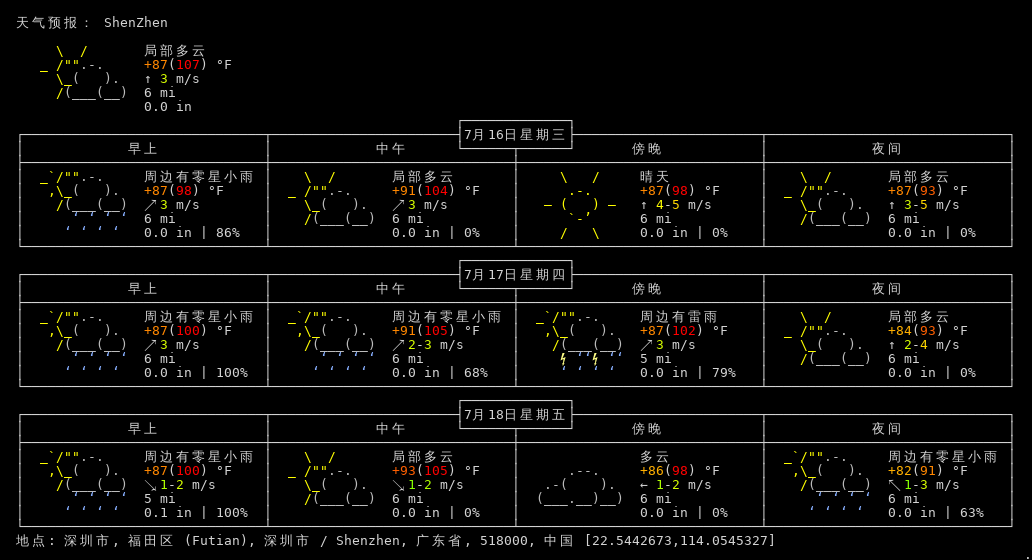 天气预报： ShenZhen
局部多云
+87(107) °F
↑ 3 m/s
6 mi
0.0 in
7月16日星期三
早上 中午 傍晚 夜间
周边有零星小雨 局部多云 晴天 局部多云
+87(98) °F +91(104) °F +87(98) °F +87(93) °F
↗3 m/s ↗3 m/s ↑ 4-5 m/s ↑ 3-5 m/s
6 mi 6 mi 6 mi 6 mi
0.0 in | 86% 0.0 in | 0% 0.0 in | 0% 0.0 in | 0%
7月17日星期四
早上 中午 傍晚 夜间
周边有零星小雨 周边有零星小雨 周边有雷雨 局部多云
+87(100) °F +91(105) °F +87(102) °F +84(93) °F
↗3 m/s ↗2-3 m/s ↗3 m/s ↑ 2-4 m/s
6 mi 6 mi 5 mi 6 mi
0.0 in | 100% 0.0 in | 68% 0.0 in | 79% 0.0 in | 0%
7月18日星期五
早上 中午 傍晚 夜间
周边有零星小雨 局部多云 多云 周边有零星小雨
+87(100) °F +93(105) °F +86(98) °F +82(91) °F
↘1-2 m/s ↘1-2 m/s ← 1-2 m/s ↖1-3 m/s
5 mi 6 mi 6 mi 6 mi
0.1 in | 100% 0.0 in | 0% 0.0 in | 0% 0.0 in | 63%
地点: 深圳市, 福田区 (Futian), 深圳市 / Shenzhen, 广东省, 518000, 中国 [22.5442673,114.0545327]